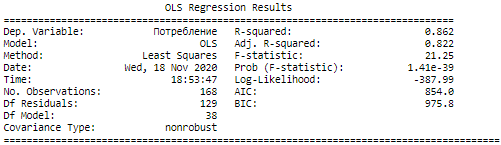 OLS Regression Results
==============================================================================
Dep. Variable: Потребление R-squared: 0.862
Model: OLS Adj. R-squared: 0.822
Method: Least Squares F-statistic: 21.25
Date: Wed, 18 Nov 2020 Prob (F-statistic): 1.41e-39
Time: 18:53:47 Log-Likelihood: -387.99
No. Observations: 168 AIC: 854.0
Df Residuals: 129 BIC: 975.8
Df Model: 38
Covariance Type: nonrobust
==============================================================================